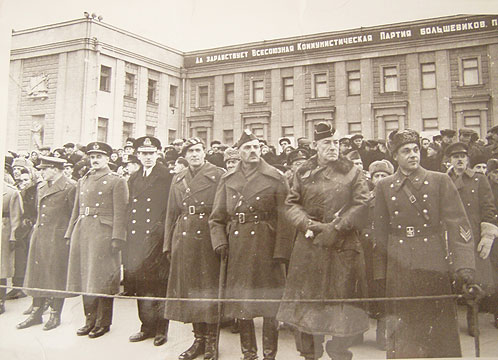 Да здравствует Всесоюзная Коммунистическая Партия Большевиков,